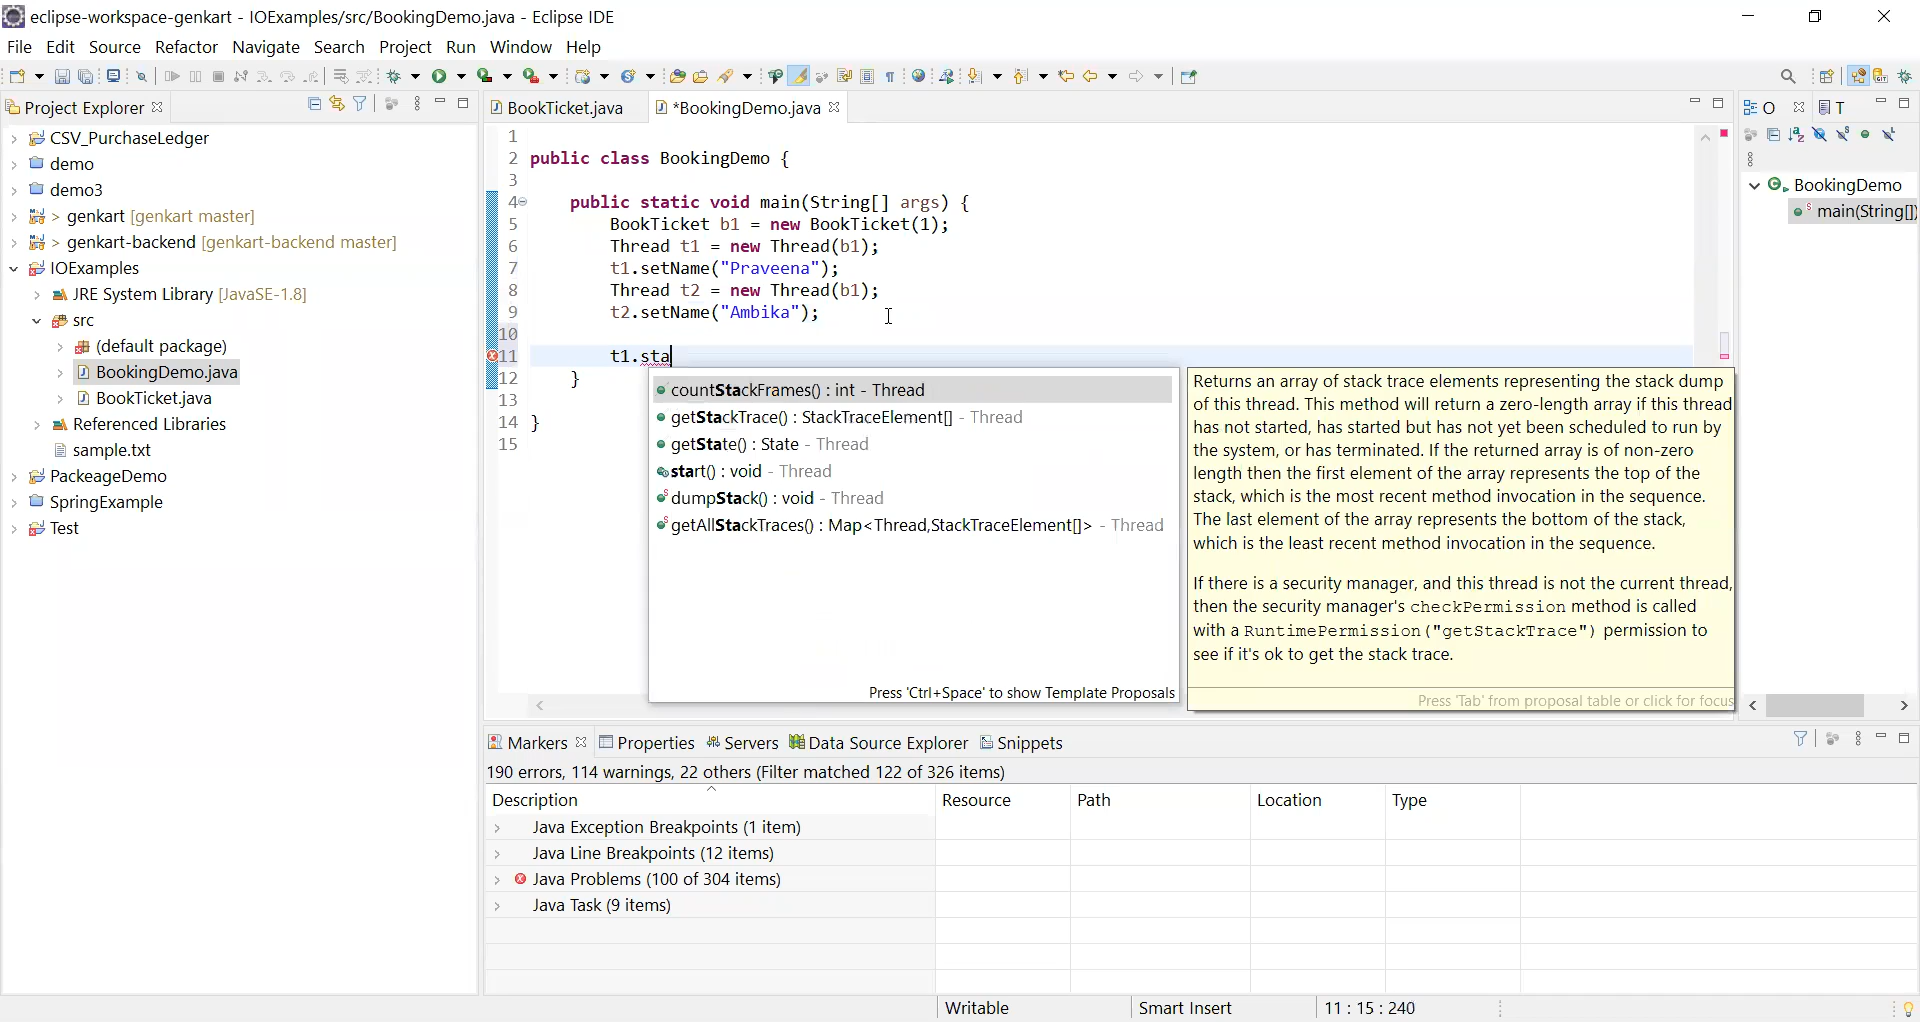 eclipse-workspace-genkart - IOExamples/src/BookingDemo.java - Eclipse IDE
File Edit Source Refactor Navigate Search Project Run Window Help
Project Explorer
CSV_PurchaseLedger
demo
demo3
> genkart [genkart master]
> genkart-backend [genkart-backend master]
IOExamples
JRE System Library [JavaSE-1.8]
src
(default package)
BookingDemo.java
BookTicket.java
Referenced Libraries
sample.txt
PackeageDemo
SpringExample
Test
BookTicket.java *BookingDemo.java
1
2 public class BookingDemo {
3
4 public static void main(String[] args) {
5 BookTicket b1 = new BookTicket(1);
6 Thread t1 = new Thread(b1);
7 t1.setName("Praveena");
8 Thread t2 = new Thread(b1);
9 t2.setName("Ambika");
10
11 t1.sta
12 }
13
14 }
15
countStackFrames() : int - Thread
getStackTrace() : StackTraceElement[] - Thread
getState() : State - Thread
start() : void - Thread
dumpStack() : void - Thread
getAllStackTraces() : Map<Thread,StackTraceElement[]> - Thread
Press 'Ctrl+Space' to show Template Proposals
Returns an array of stack trace elements representing the stack dump
of this thread. This method will return a zero-length array if this thread
has not started, has started but has not yet been scheduled to run by
the system, or has terminated. If the returned array is of non-zero
length then the first element of the array represents the top of the
stack, which is the most recent method invocation in the sequence.
The last element of the array represents the bottom of the stack,
which is the least recent method invocation in the sequence.
If there is a security manager, and this thread is not the current thread,
then the security manager's checkPermission method is called
with a RuntimePermission("getStackTrace") permission to
see if it's ok to get the stack trace.
Press 'Tab' from proposal table or click for focus
O T
BookingDemo
main(String[])
Markers Properties Servers Data Source Explorer Snippets
190 errors, 114 warnings, 22 others (Filter matched 122 of 326 items)
Description Resource Path Location Type
Java Exception Breakpoints (1 item)
Java Line Breakpoints (12 items)
Java Problems (100 of 304 items)
Java Task (9 items)
Writable Smart Insert 11 : 15 : 240